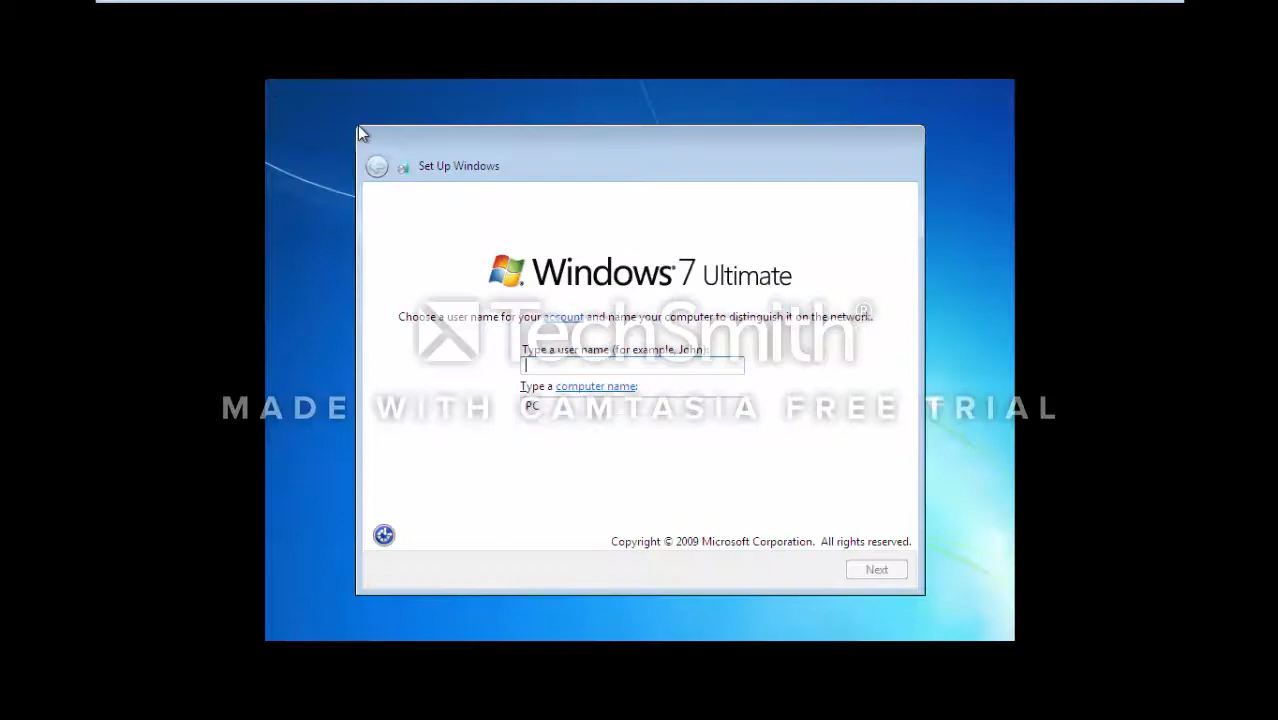 Set Up Windows
Windows 7 Ultimate
Choose a user name for your account and name your computer to distinguish it on the network.
TechSmith®
Type a user name (for example, John):
Type a computer name:
PC
MADE WITH CAMTASIA FREE TRIAL
Copyright © 2009 Microsoft Corporation. All rights reserved.
Next